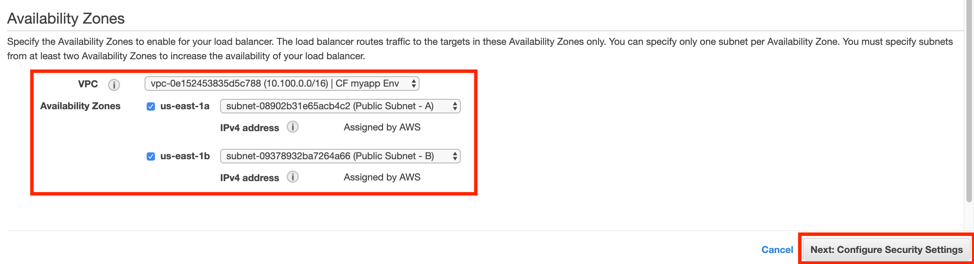 Availability Zones
Specify the Availability Zones to enable for your load balancer. The load balancer routes traffic to the targets in these Availability Zones only. You can specify only one subnet per Availability Zone. You must specify subnets
from at least two Availability Zones to increase the availability of your load balancer.
VPC i vpc-0e152453835d5c788 (10.100.0.0/16) | CF myapp Env
Availability Zones us-east-1a subnet-08902b31e65acb4c2 (Public Subnet - A)
IPv4 address i Assigned by AWS
us-east-1b subnet-09378932ba7264a66 (Public Subnet - B)
IPv4 address i Assigned by AWS
Cancel Next: Configure Security Settings